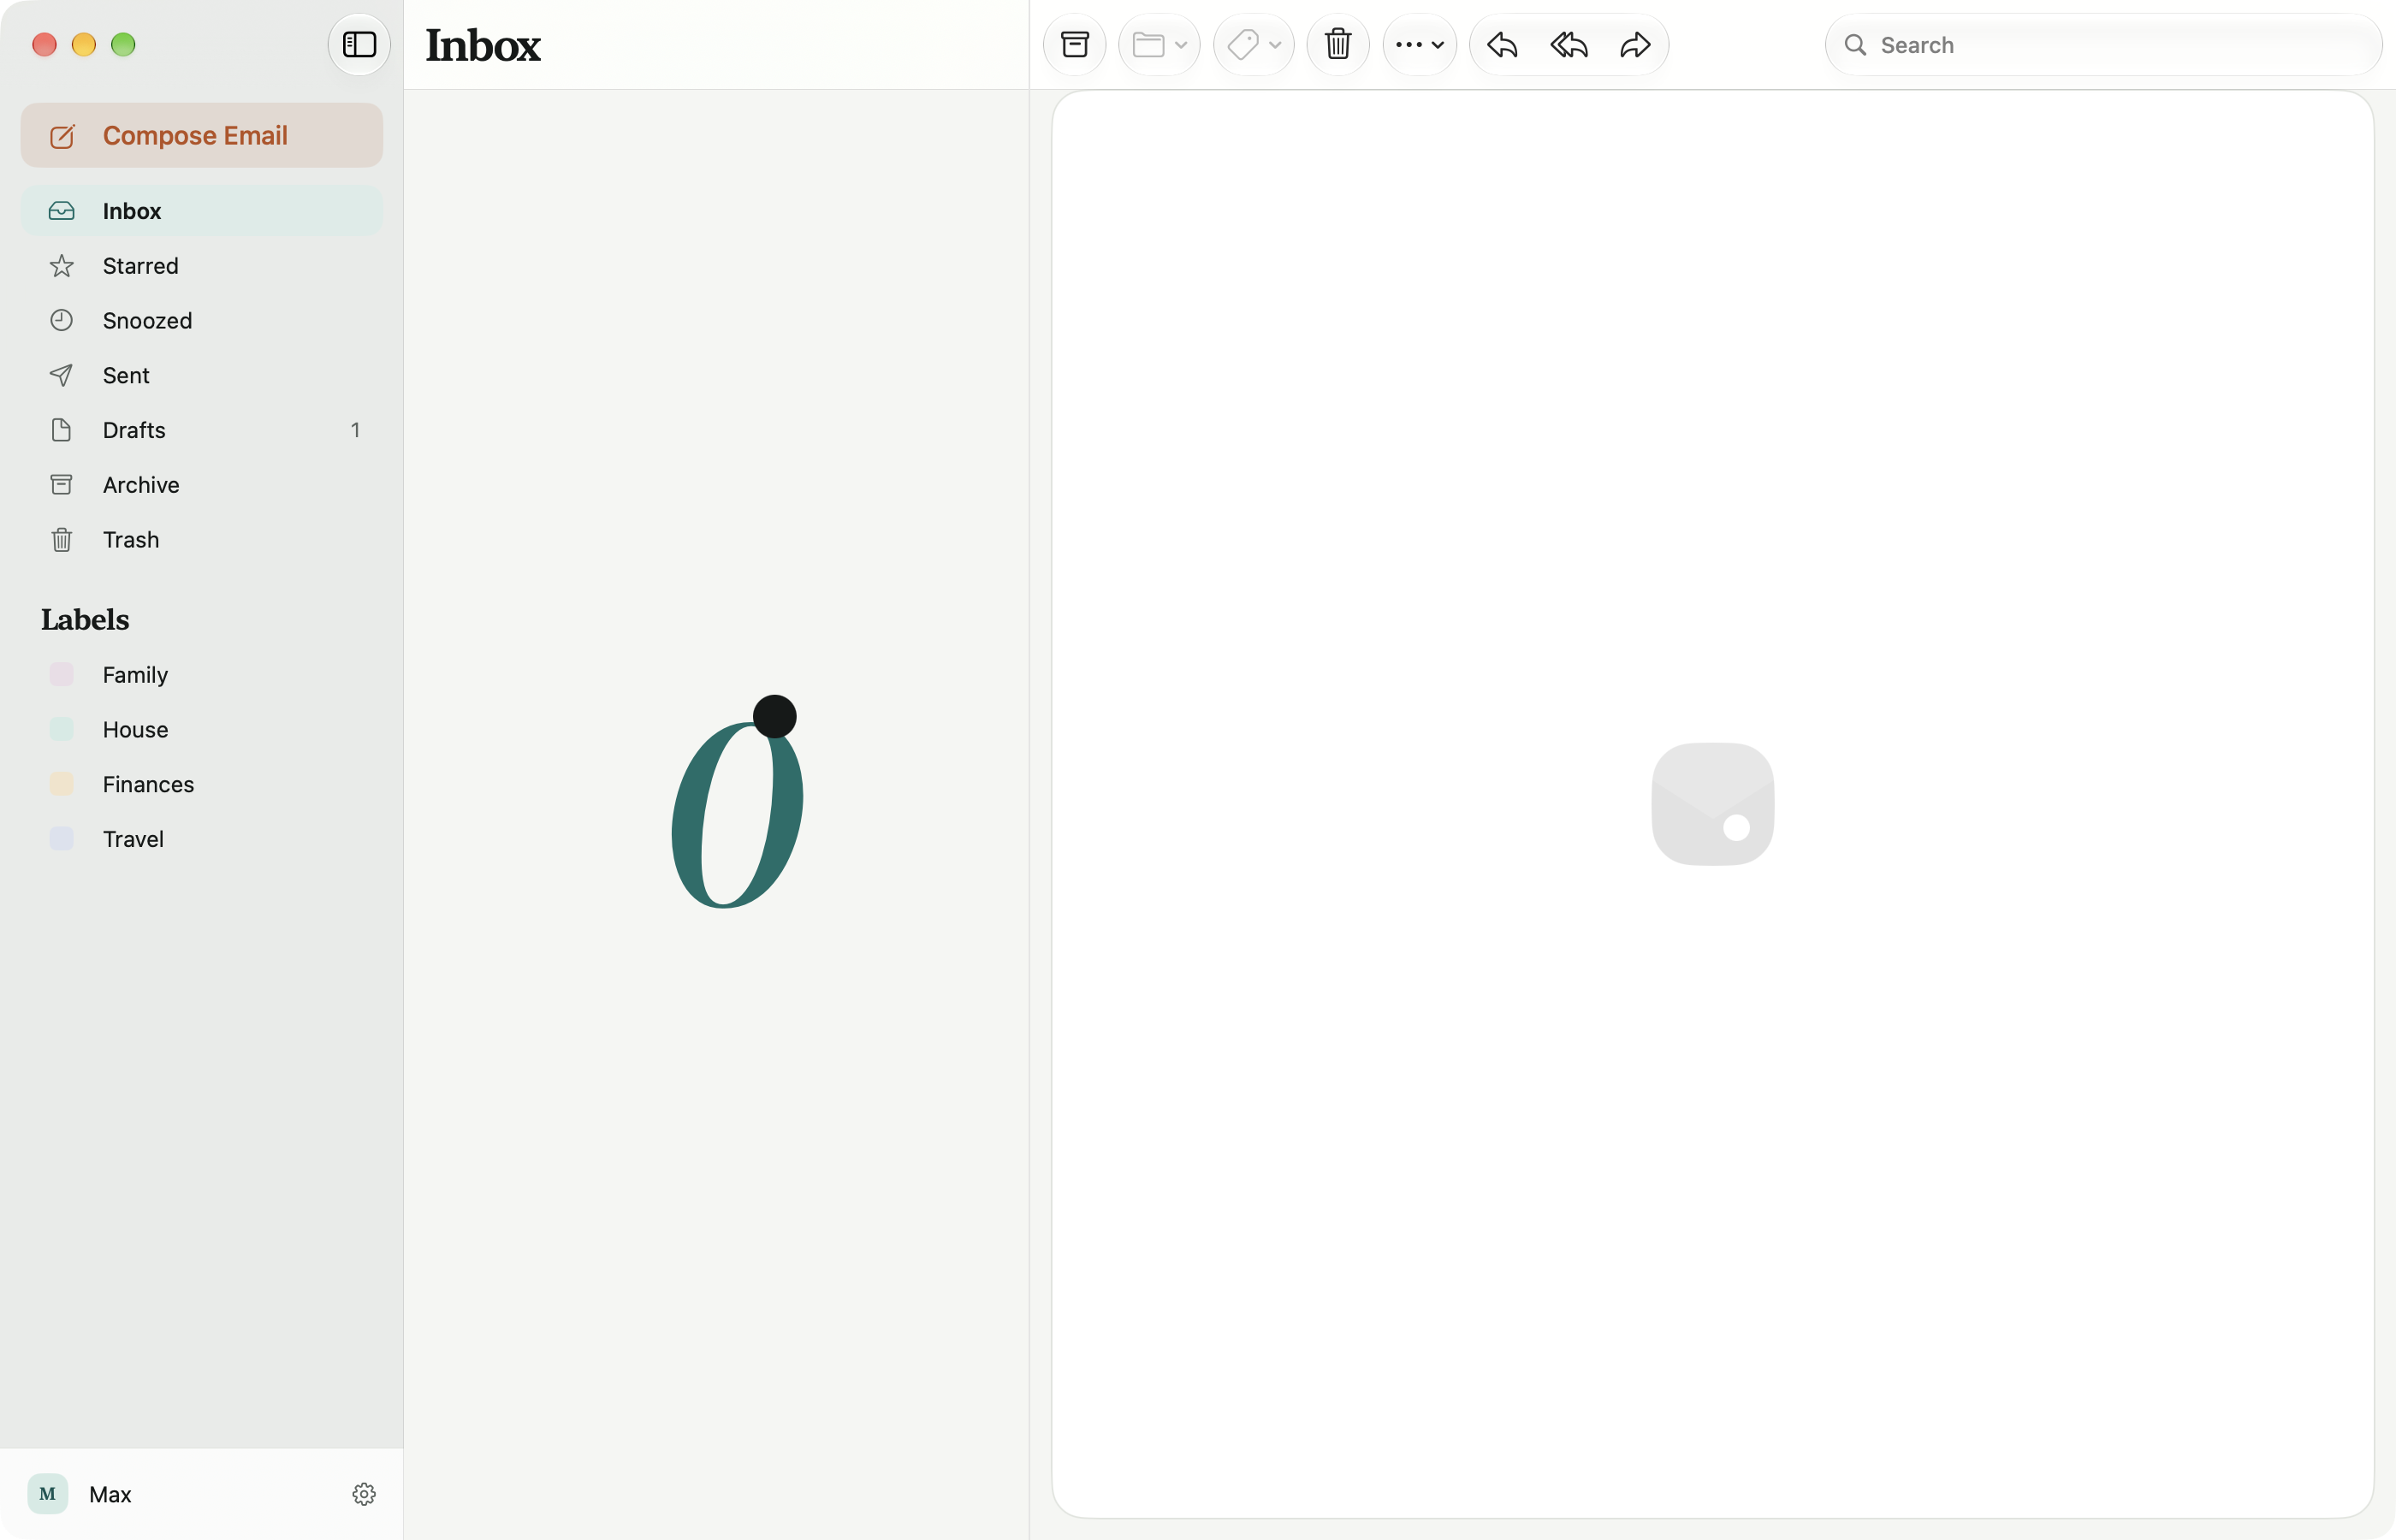 Inbox
Search
Compose Email
Inbox
Starred
Snoozed
Sent
Drafts 1
Archive
Trash
Labels
Family
House
Finances
Travel
0
M Max